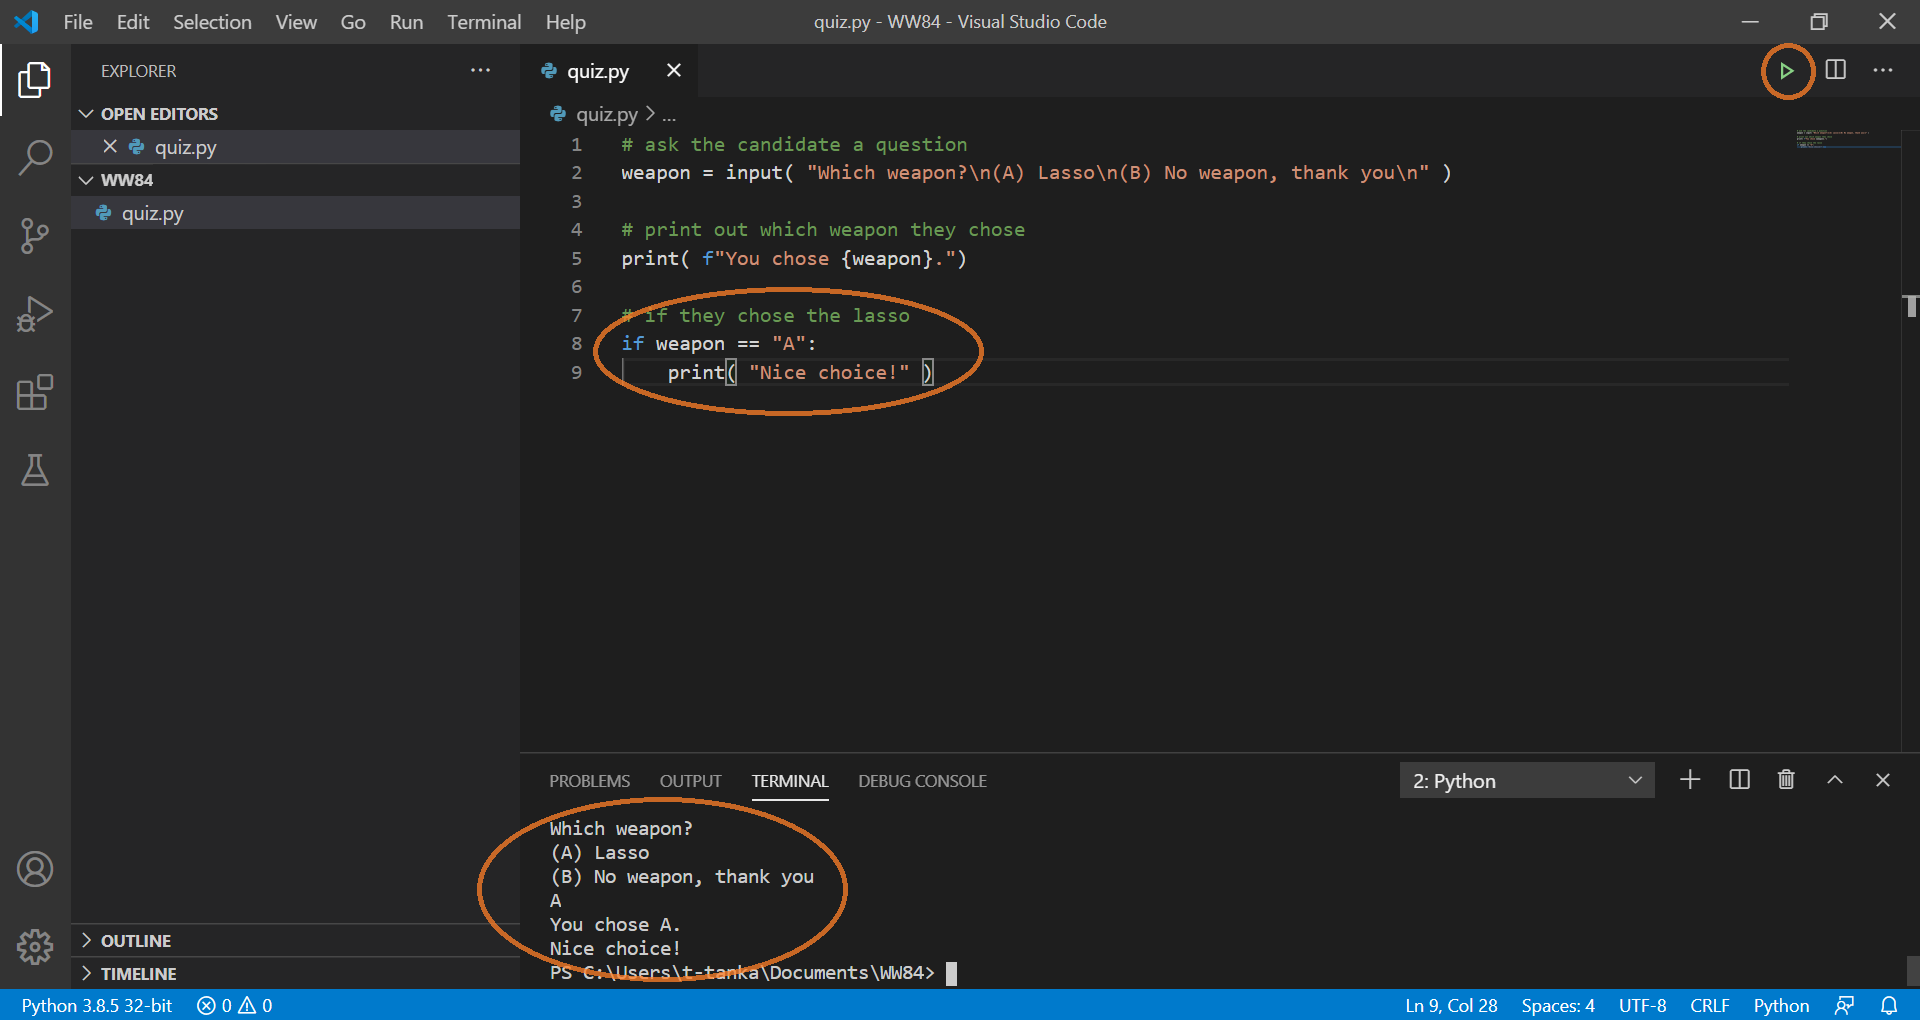 File Edit Selection View Go Run Terminal Help quiz.py - WW84 - Visual Studio Code
EXPLORER
OPEN EDITORS
quiz.py
WW84
quiz.py
OUTLINE
TIMELINE
quiz.py
quiz.py > ...
1 # ask the candidate a question
2 weapon = input( "Which weapon?\n(A) Lasso\n(B) No weapon, thank you\n" )
3
4 # print out which weapon they chose
5 print( f"You chose {weapon}.")
6
7 # if they chose the lasso
8 if weapon == "A":
9     print( "Nice choice!" )
PROBLEMS OUTPUT TERMINAL DEBUG CONSOLE 2: Python
Which weapon?
(A) Lasso
(B) No weapon, thank you
A
You chose A.
Nice choice!
PS C:\Users\t-tanka\Documents\WW84>
Python 3.8.5 32-bit 0 0 Ln 9, Col 28 Spaces: 4 UTF-8 CRLF Python